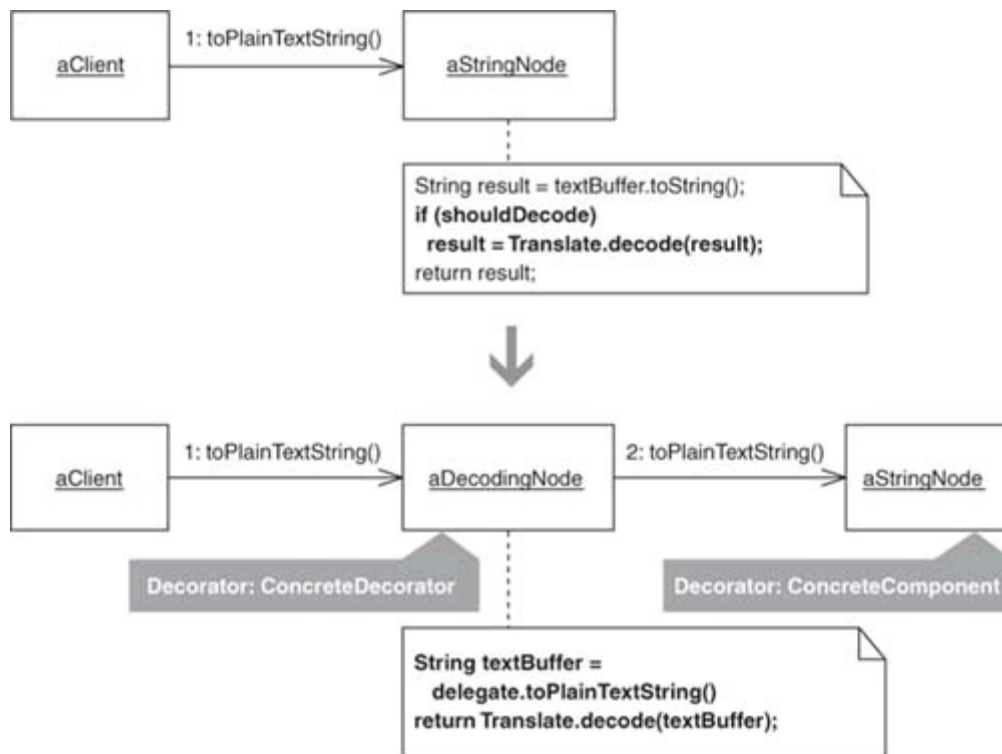 1: toPlainTextString()
aClient
aStringNode
String result = textBuffer.toString();
if (shouldDecode)
result = Translate.decode(result);
return result;
1: toPlainTextString()
2: toPlainTextString()
aClient
aDecodingNode
aStringNode
Decorator: ConcreteDecorator
Decorator: ConcreteComponent
String textBuffer =
delegate.toPlainTextString()
return Translate.decode(textBuffer);